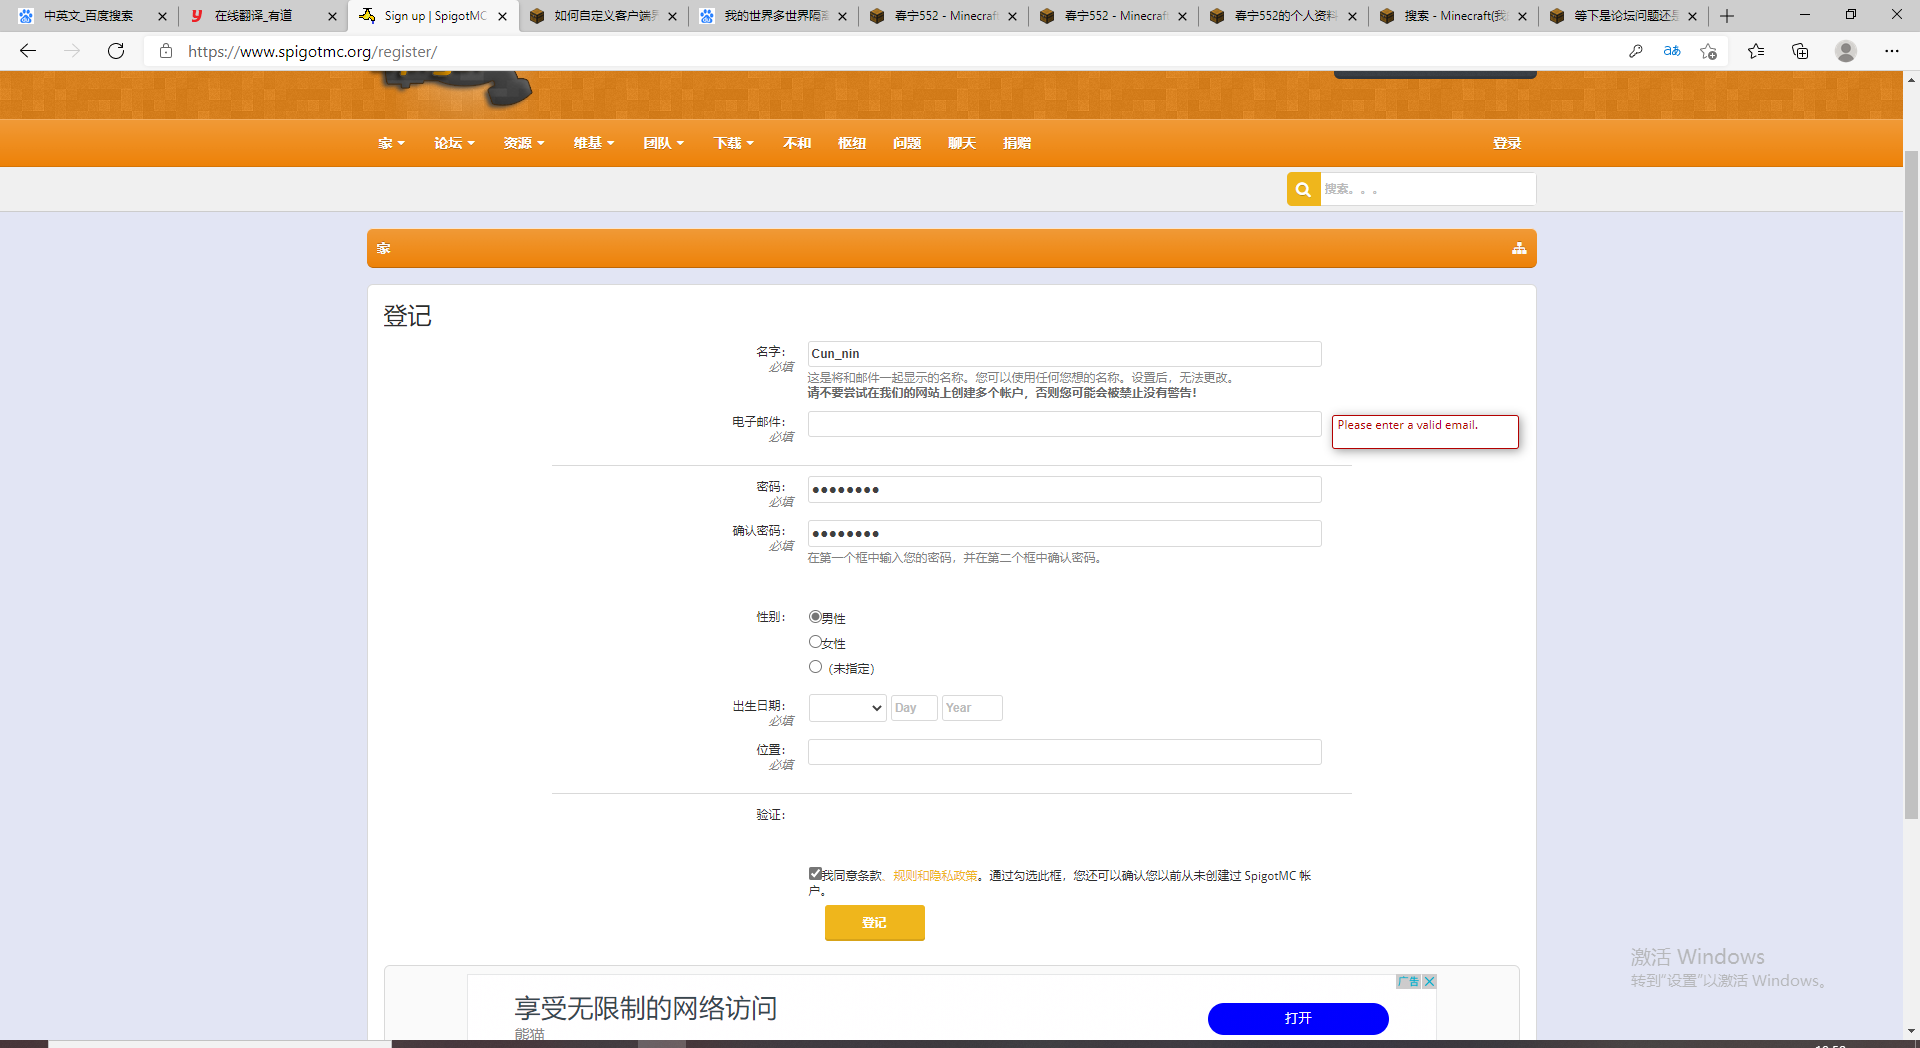 中英文_百度搜索
在线翻译_有道
Sign up | SpigotMC
如何自定义客户端界
我的世界多世界隔离
春宁552 - Minecraft
春宁552 - Minecraft
春宁552的个人资料
搜索 - Minecraft(我
等下是论坛问题还是
https://www.spigotmc.org/register/
aあ
家 论坛 资源 维基 团队 下载 不和 枢纽 问题 聊天 捐赠 登录
搜索。。。
家
登记
名字：
必填
Cun_nin
这是将和邮件一起显示的名称。您可以使用任何您想的名称。设置后，无法更改。
请不要尝试在我们的网站上创建多个帐户，否则您可能会被禁止没有警告！
电子邮件：
必填
Please enter a valid email.
密码：
必填
确认密码：
必填
在第一个框中输入您的密码，并在第二个框中确认密码。
性别：
男性
女性
（未指定）
出生日期：
必填
Day
Year
位置：
必填
验证：
我同意条款、规则和隐私政策。通过勾选此框，您还可以确认您以前从未创建过 SpigotMC 帐
户。
登记
广告
享受无限制的网络访问
熊猫
打开
激活 Windows
转到“设置”以激活 Windows。